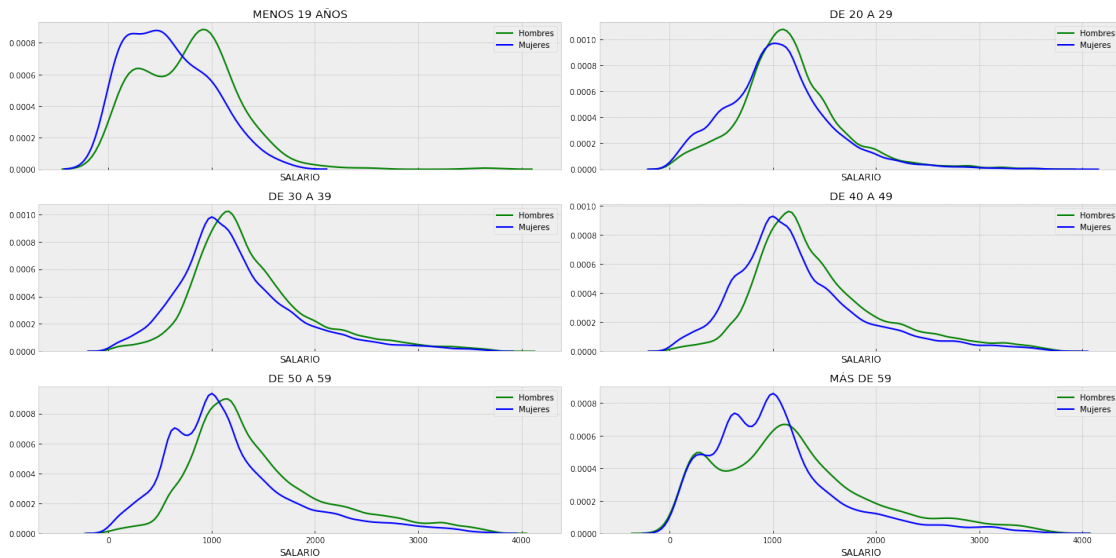 MENOS 19 AÑOS
Hombres
Mujeres
0.0008
0.0006
0.0004
0.0002
0.0000
SALARIO
DE 20 A 29
Hombres
Mujeres
0.0010
0.0008
0.0006
0.0004
0.0002
0.0000
SALARIO
DE 30 A 39
Hombres
Mujeres
0.0010
0.0008
0.0006
0.0004
0.0002
0.0000
SALARIO
DE 40 A 49
Hombres
Mujeres
0.0010
0.0008
0.0006
0.0004
0.0002
0.0000
SALARIO
DE 50 A 59
Hombres
Mujeres
0.0008
0.0006
0.0004
0.0002
0.0000
0 1000 2000 3000 4000
SALARIO
MÁS DE 59
Hombres
Mujeres
0.0008
0.0006
0.0004
0.0002
0.0000
0 1000 2000 3000 4000
SALARIO